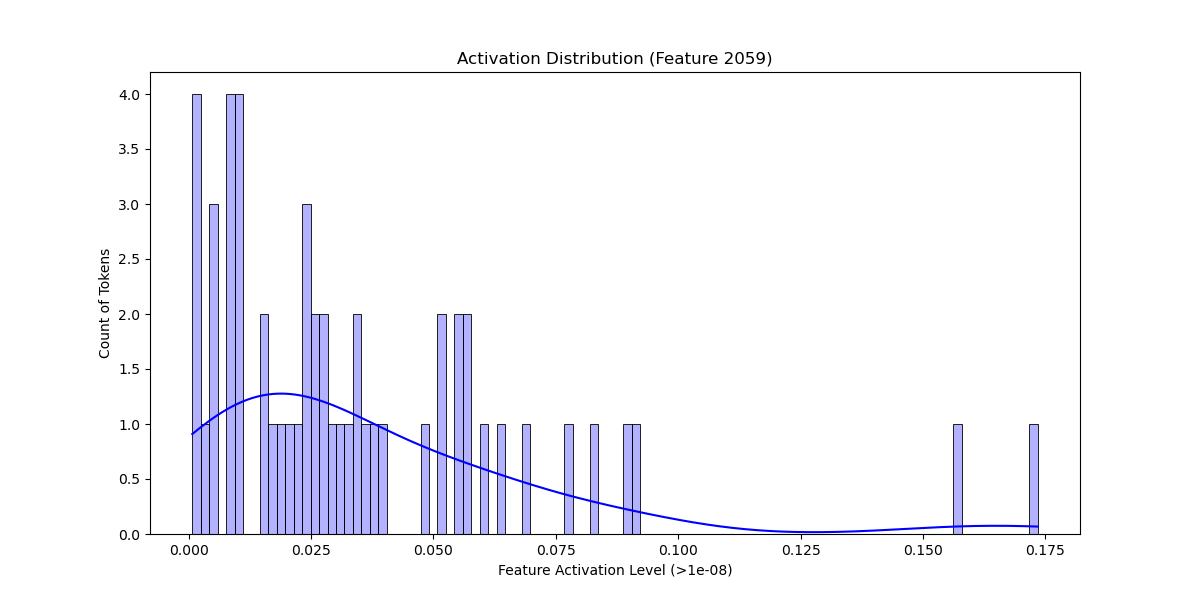 Activation Distribution (Feature 2059)
4.0
3.5
3.0
2.5
2.0
1.5
1.0
0.5
0.0
Count of Tokens
0.000 0.025 0.050 0.075 0.100 0.125 0.150 0.175
Feature Activation Level (>1e-08)